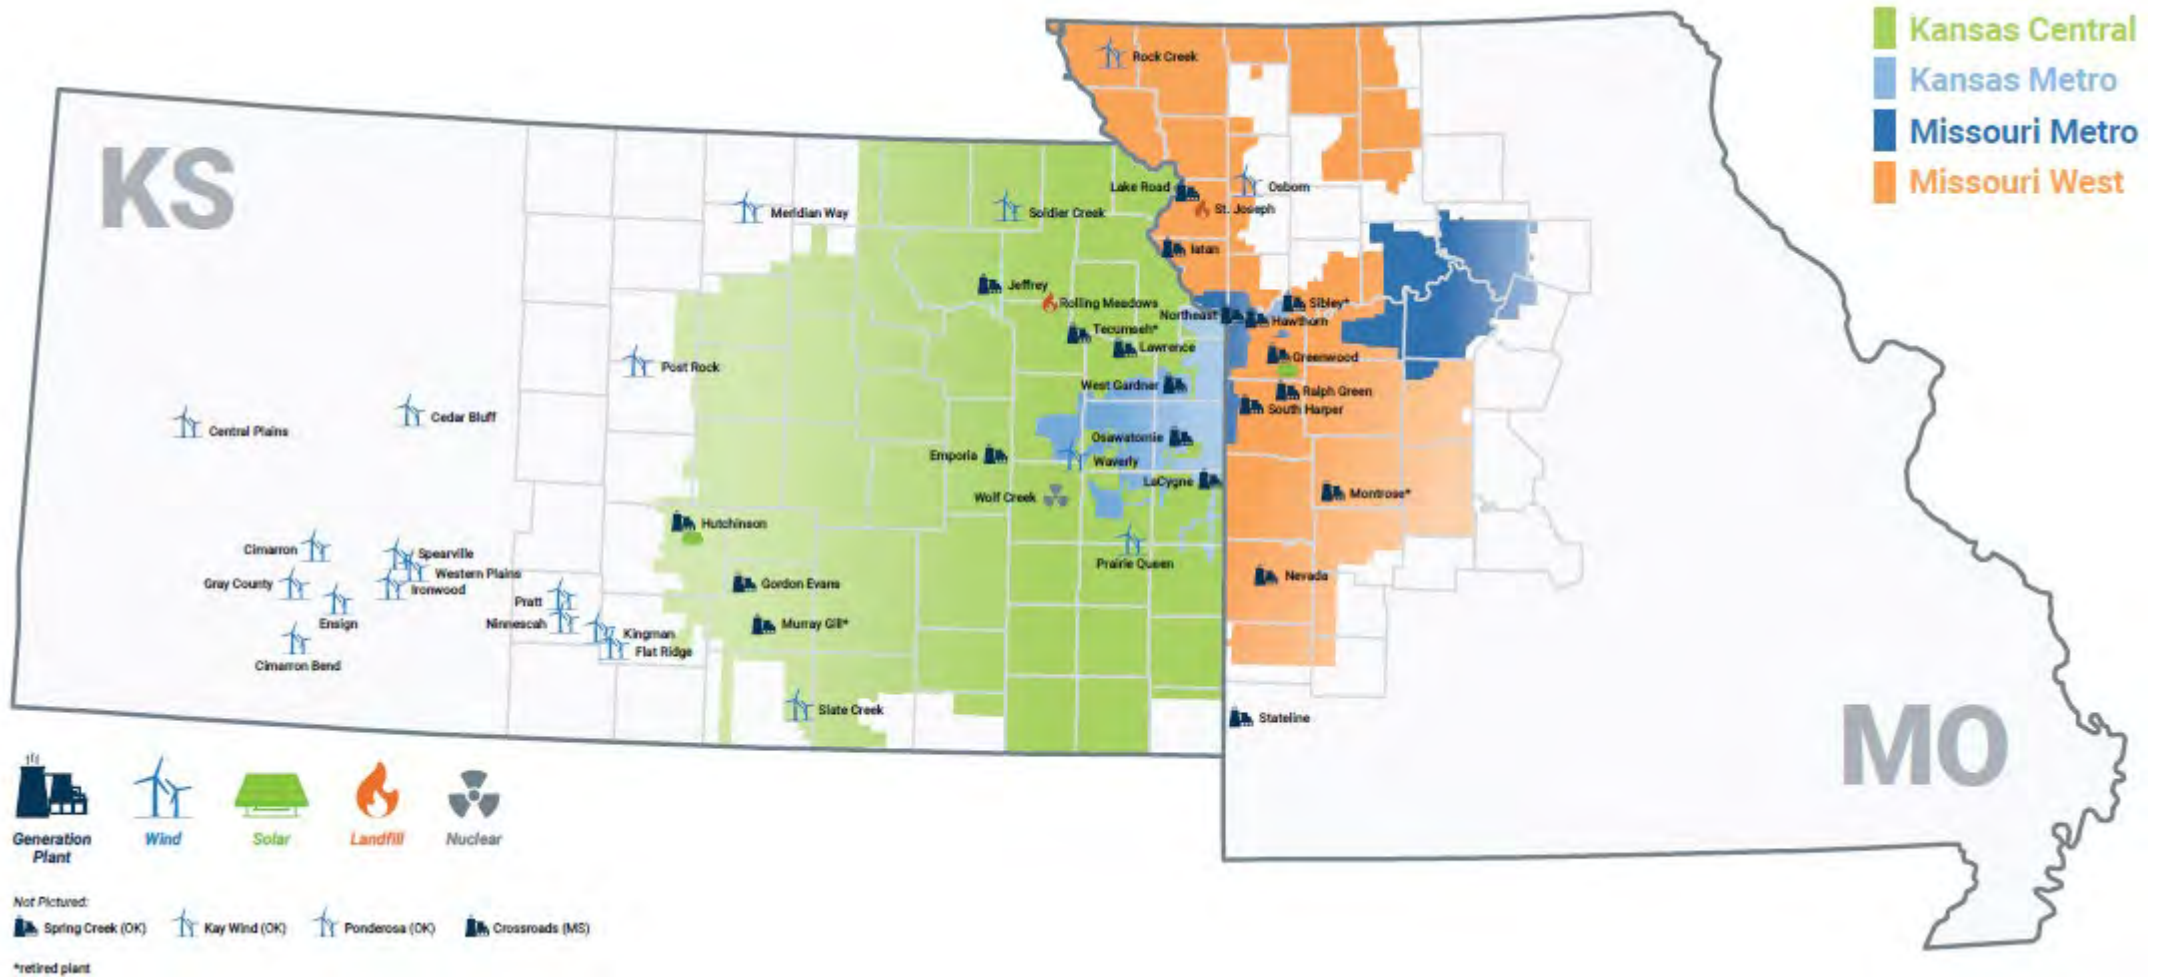 Kansas Central
Kansas Metro
Missouri Metro
Missouri West
KS
MO
Rock Creek
Lake Road
Osborn
St. Joseph
Iatan
Meridian Way
Soldier Creek
Jeffrey
Rolling Meadows
Sibley*
Northeast
Hawthorn
Tecumseh*
Lawrence
Greenwood
Post Rock
West Gardner
Ralph Green
South Harper
Central Plains
Cedar Bluff
Osawatomie
Emporia
Waverly
LaCygne
Wolf Creek
Montrose*
Hutchinson
Cimarron
Spearville
Western Plains
Prairie Queen
Gray County
Ironwood
Gordon Evans
Nevada
Pratt
Ensign
Ninnescah
Murray Gill*
Kingman
Flat Ridge
Cimarron Bend
Slate Creek
Stateline
Generation
Plant
Wind
Solar
Landfill
Nuclear
Not Pictured:
Spring Creek (OK)
Kay Wind (OK)
Ponderosa (OK)
Crossroads (MS)
*retired plant